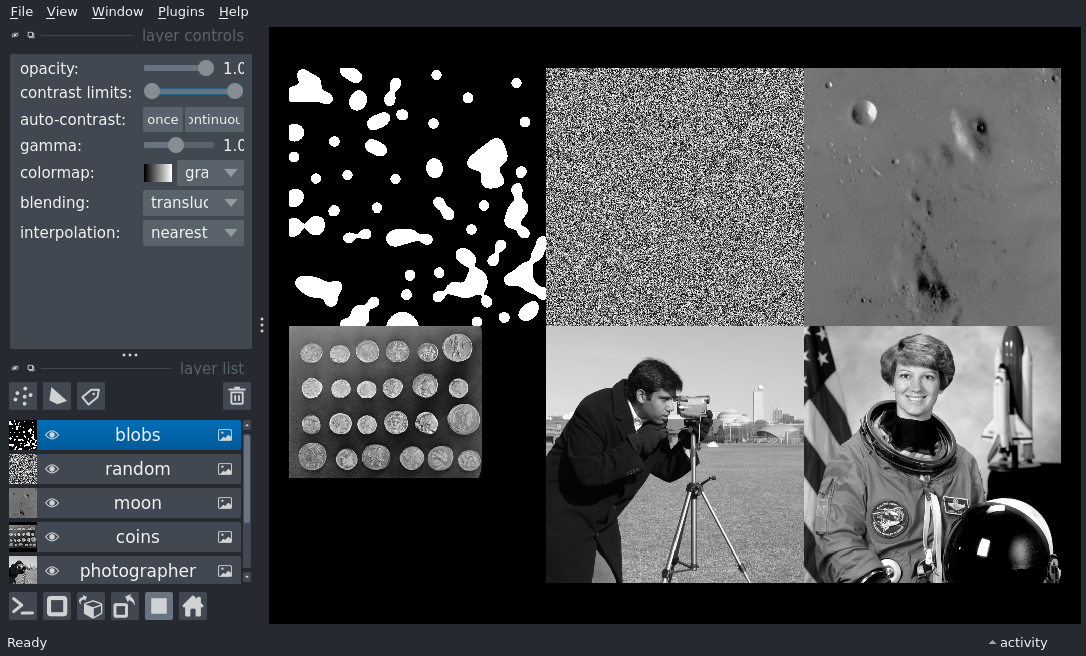 File View Window Plugins Help
layer controls
opacity: 1.0
contrast limits:
auto-contrast: once ontinuou
gamma: 1.0
colormap: gra
blending: transluc
interpolation: nearest
layer list
blobs
random
moon
coins
photographer
Ready
activity